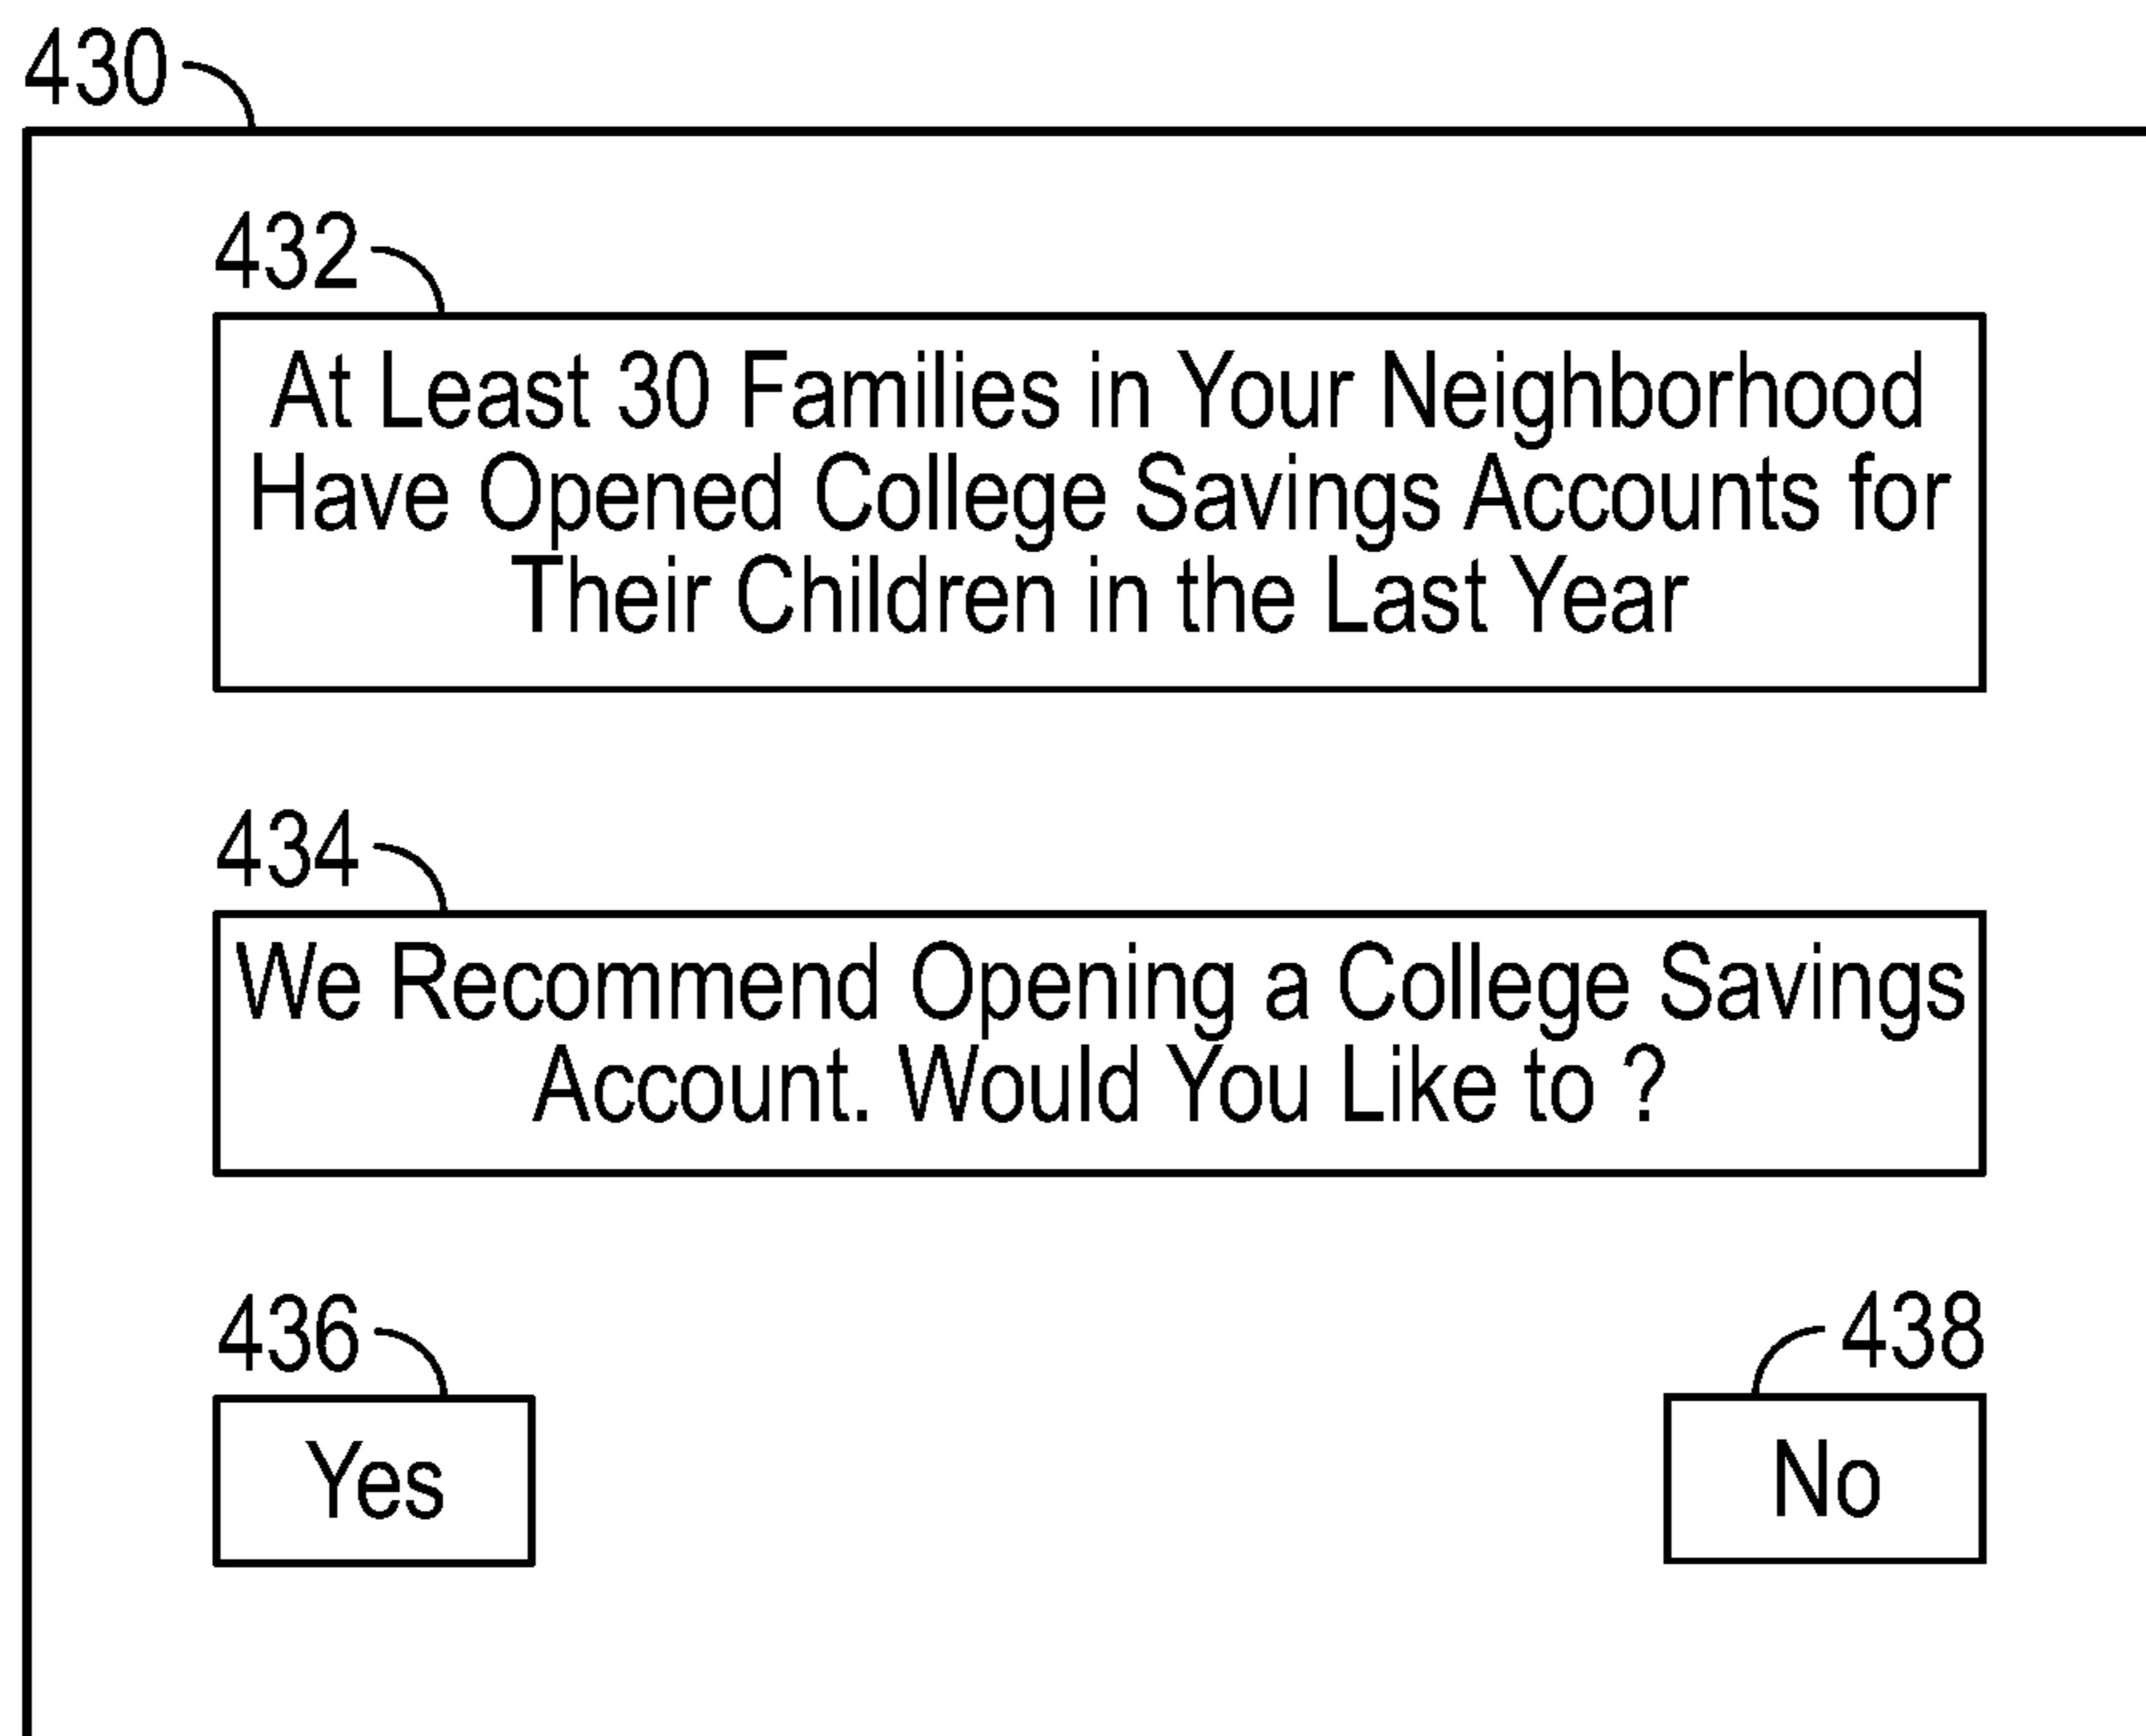 430
432
At Least 30 Families in Your Neighborhood
Have Opened College Savings Accounts for
Their Children in the Last Year
434
We Recommend Opening a College Savings
Account. Would You Like to ?
436
438
Yes
No